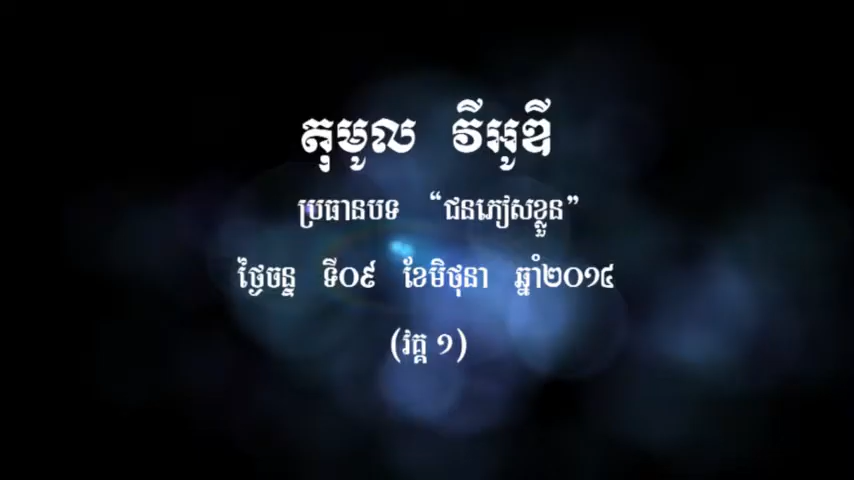 តុមូល វីអូឌី
ប្រធានបទ “ជនភៀសខ្លួន”
ថ្ងៃចន្ទ ទី០៩ ខែមិថុនា ឆ្នាំ២០១៤
(វគ្គ ១)